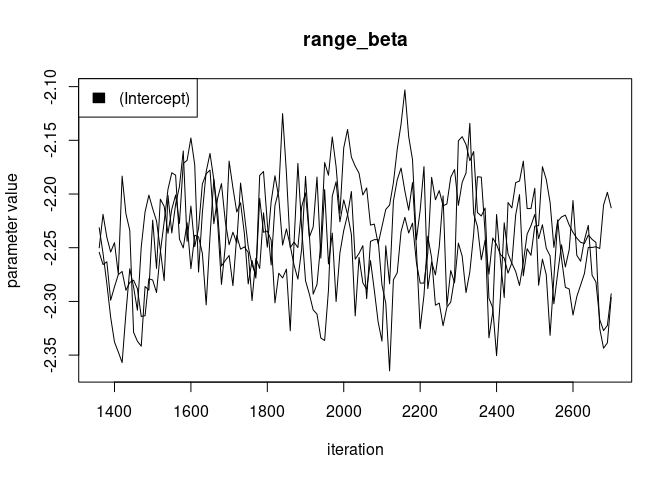 range_beta
(Intercept)
-2.10
-2.15
-2.20
-2.25
-2.30
-2.35
parameter value
1400 1600 1800 2000 2200 2400 2600
iteration